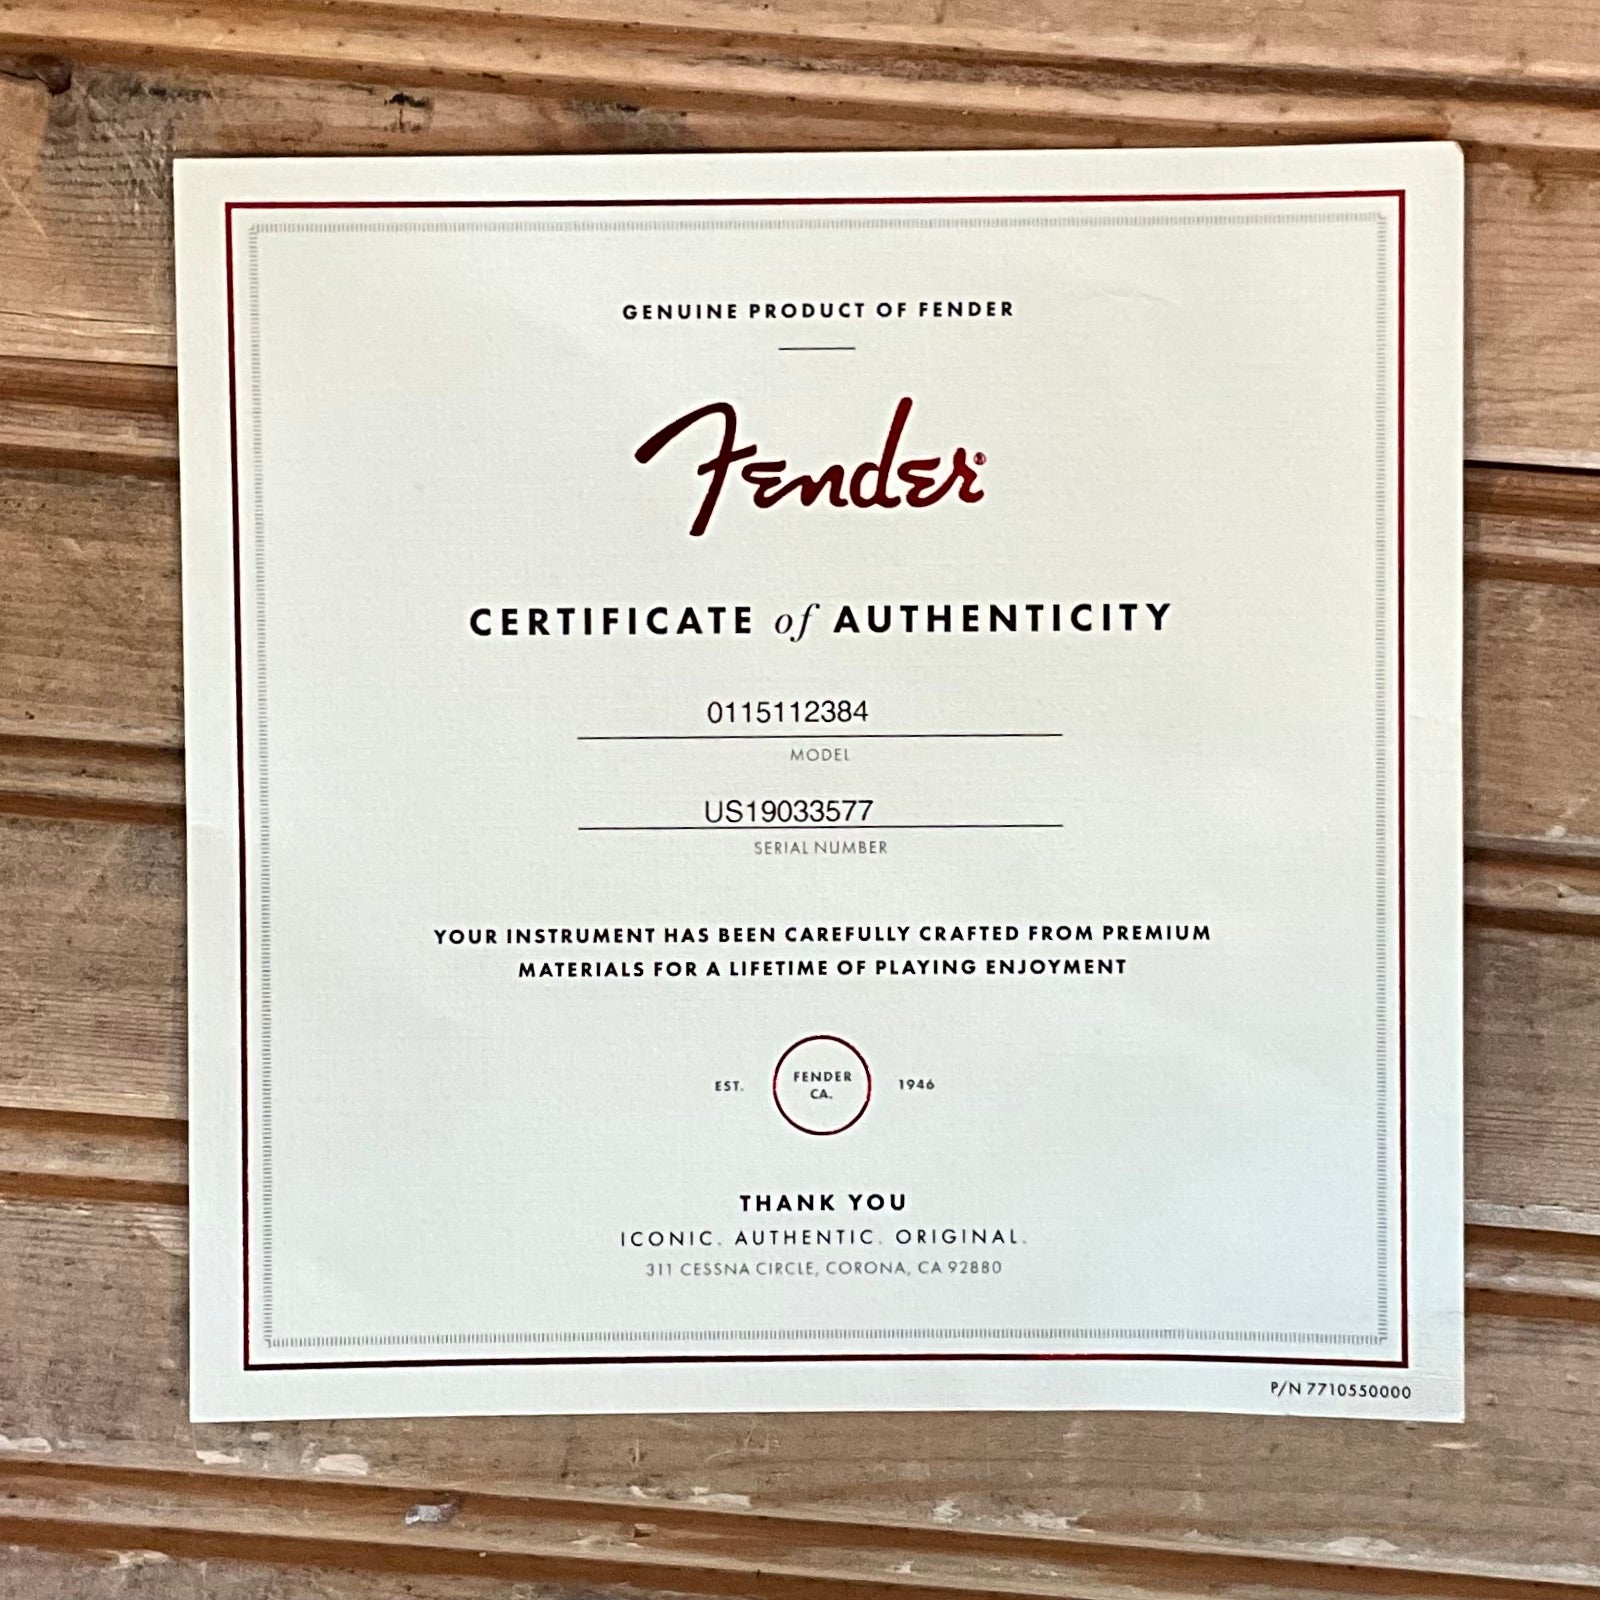 GENUINE PRODUCT OF FENDER
Fender®
CERTIFICATE of AUTHENTICITY
0115112384
MODEL
US19033577
SERIAL NUMBER
YOUR INSTRUMENT HAS BEEN CAREFULLY CRAFTED FROM PREMIUM
MATERIALS FOR A LIFETIME OF PLAYING ENJOYMENT
EST. FENDER CA. 1946
THANK YOU
ICONIC. AUTHENTIC. ORIGINAL.
311 CESSNA CIRCLE, CORONA, CA 92880
P/N 7710550000